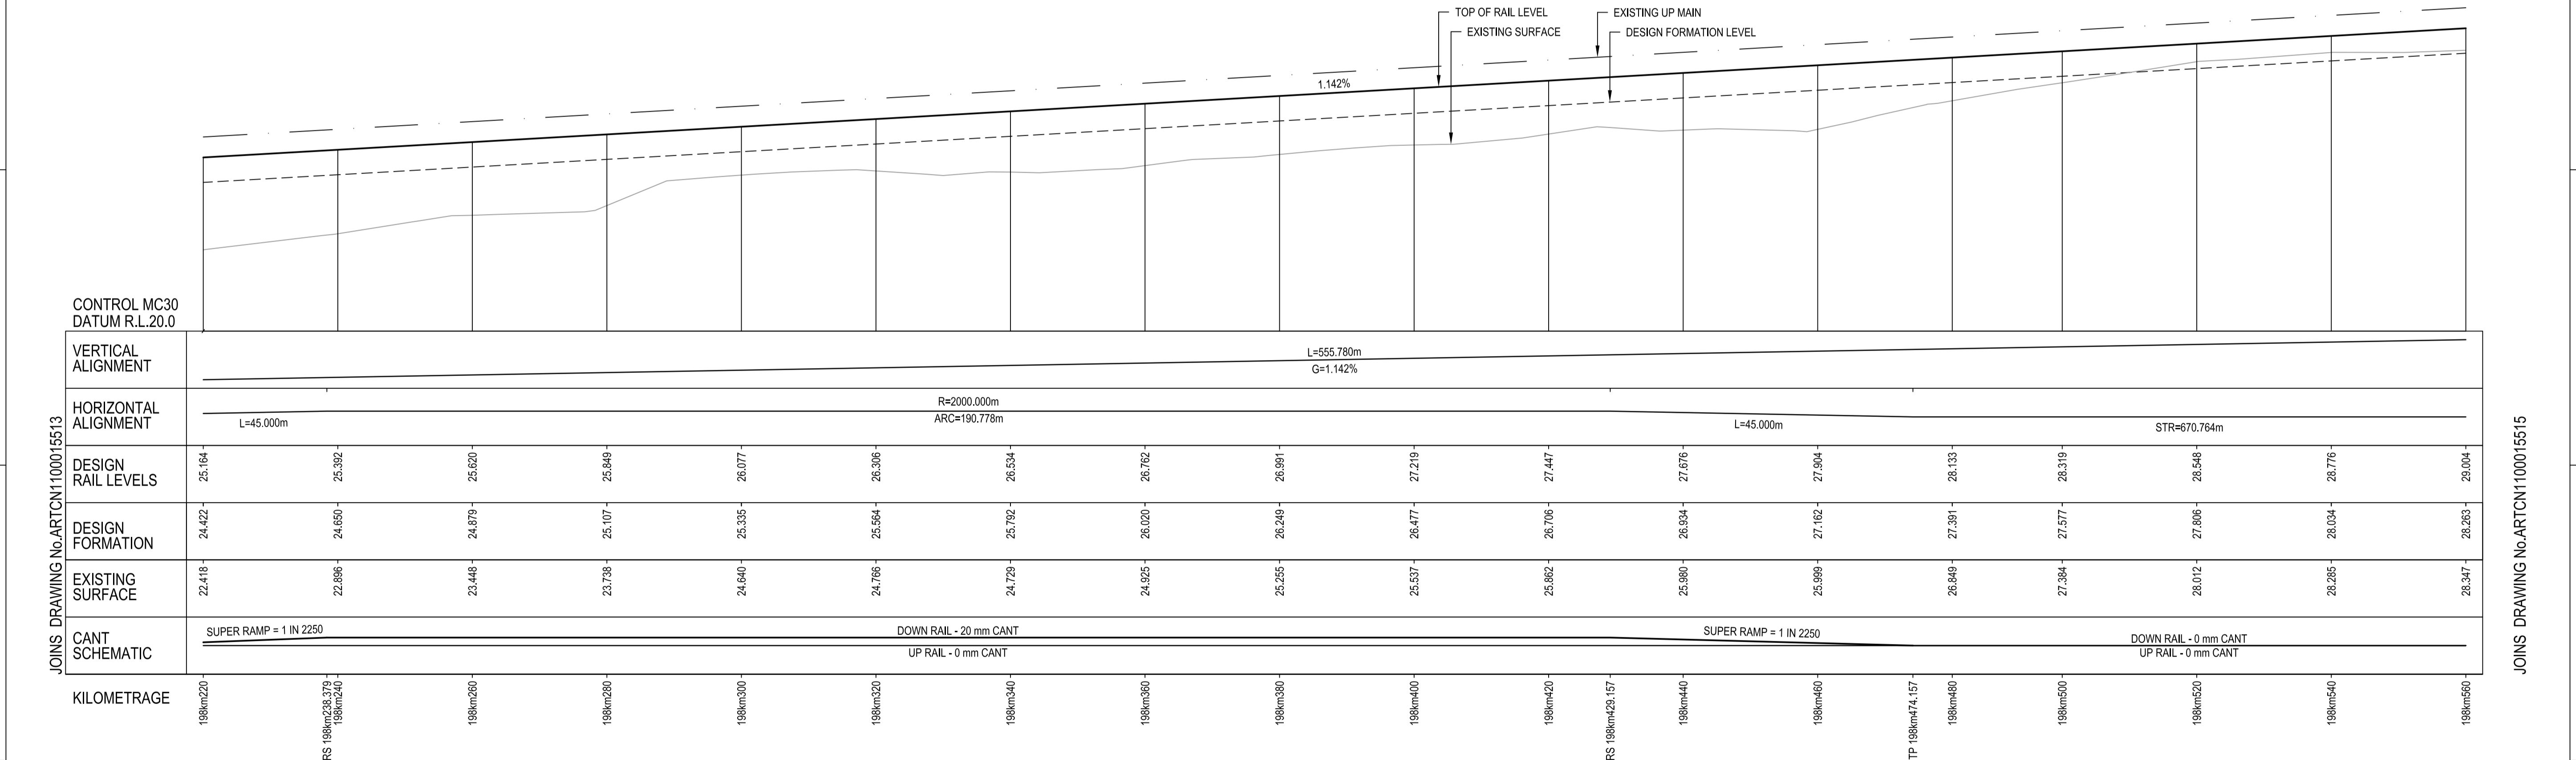 TOP OF RAIL LEVEL
EXISTING UP MAIN
EXISTING SURFACE
DESIGN FORMATION LEVEL
1.142%
CONTROL MC30
DATUM R.L.20.0
VERTICAL
ALIGNMENT
L=555.780m
G=1.142%
HORIZONTAL
ALIGNMENT
L=45.000m
R=2000.000m
ARC=190.778m
L=45.000m
STR=670.764m
DESIGN
RAIL LEVELS
25.164
25.392
25.620
25.849
26.077
26.306
26.534
26.762
26.991
27.219
27.447
27.676
27.904
28.133
28.319
28.548
28.776
29.004
DESIGN
FORMATION
24.422
24.650
24.879
25.107
25.335
25.564
25.792
26.020
26.249
26.477
26.706
26.934
27.162
27.391
27.577
27.806
28.034
28.263
EXISTING
SURFACE
22.418
22.896
23.448
23.738
24.640
24.766
24.729
24.925
25.255
25.537
25.862
25.980
25.999
26.849
27.384
28.012
28.285
28.347
CANT
SCHEMATIC
SUPER RAMP = 1 IN 2250
DOWN RAIL - 20 mm CANT
UP RAIL - 0 mm CANT
SUPER RAMP = 1 IN 2250
DOWN RAIL - 0 mm CANT
UP RAIL - 0 mm CANT
KILOMETRAGE
198km220
RS 198km238.379
198km240
198km260
198km280
198km300
198km320
198km340
198km360
198km380
198km400
198km420
RS 198km429.157
198km440
198km460
TP 198km474.157
198km480
198km500
198km520
198km540
198km560
JOINS DRAWING No.ARTCN1100015513
JOINS DRAWING No.ARTCN1100015515